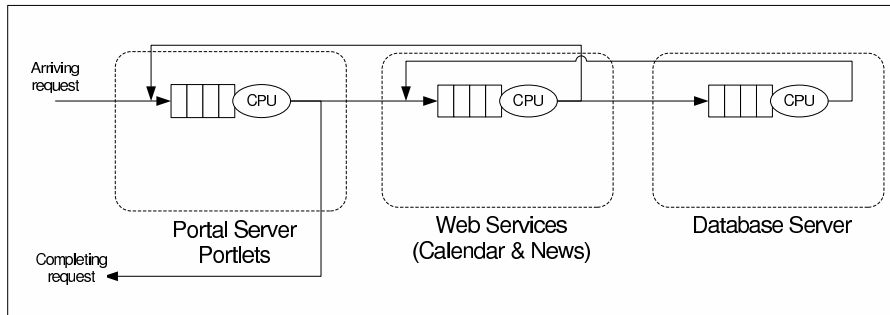 Arriving
request
CPU
CPU
CPU
Portal Server
Portlets
Web Services
(Calendar & News)
Database Server
Completing
request